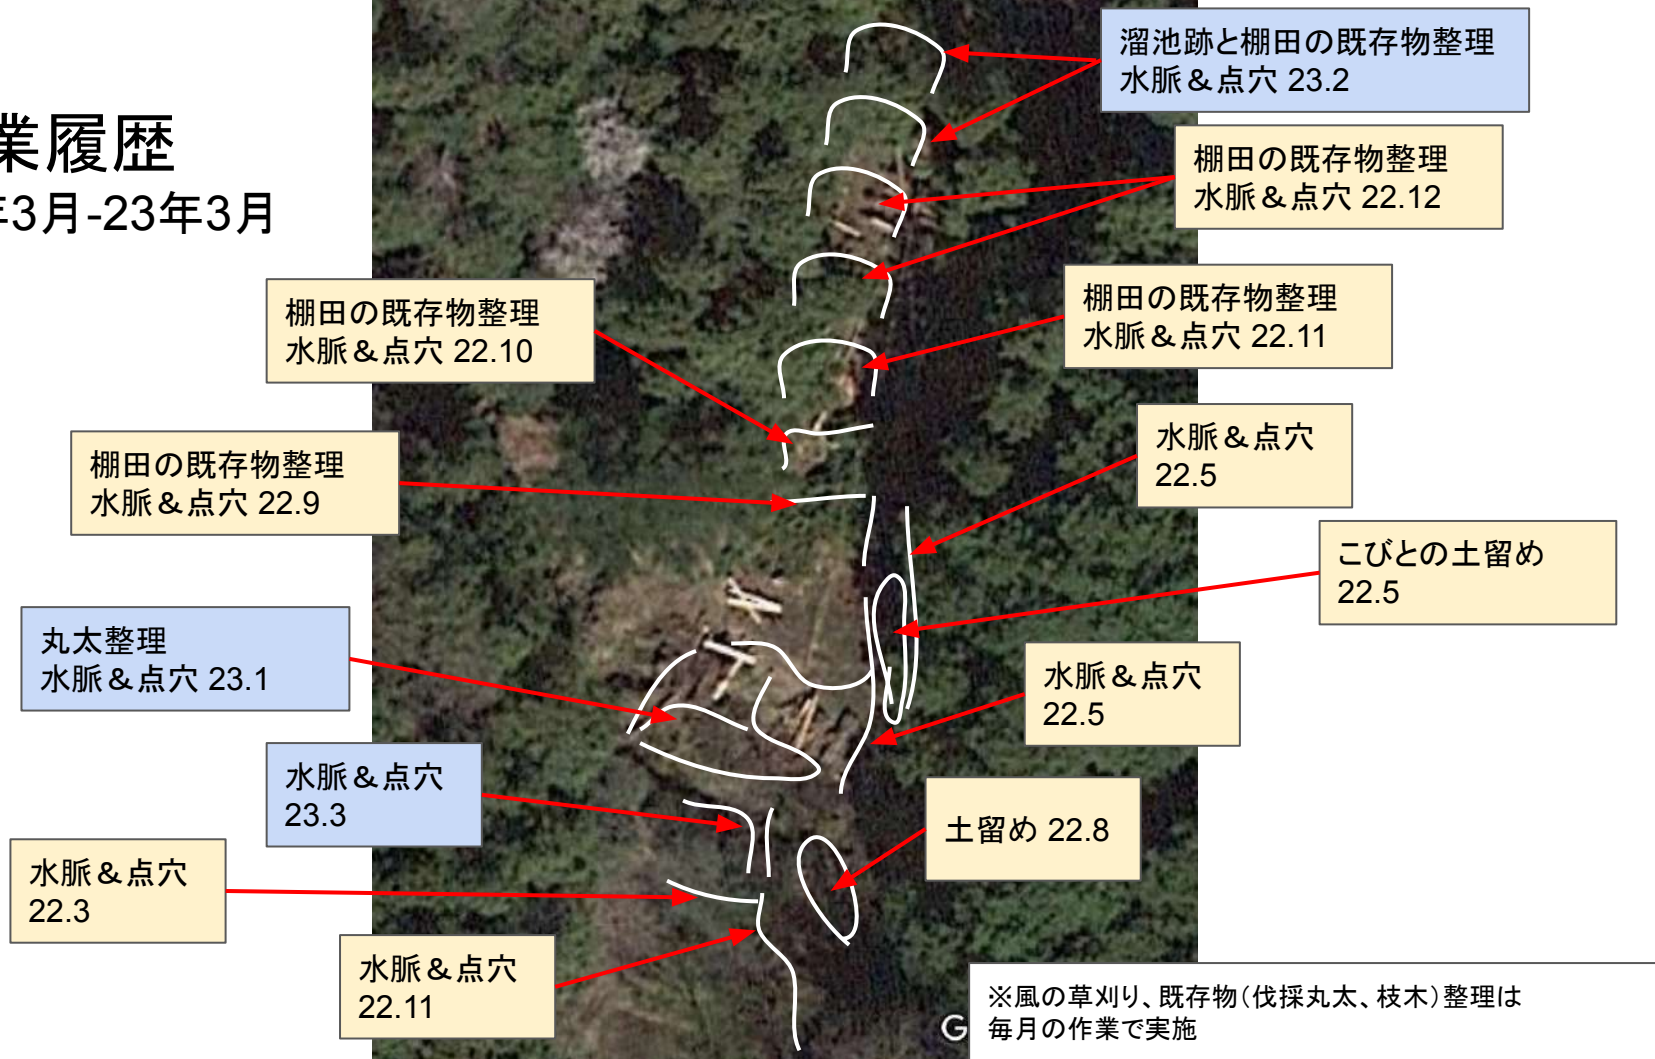 業履歴
年3月-23年3月
溜池跡と棚田の既存物整理
水脈＆点穴 23.2
棚田の既存物整理
水脈＆点穴 22.12
棚田の既存物整理
水脈＆点穴 22.10
棚田の既存物整理
水脈＆点穴 22.11
棚田の既存物整理
水脈＆点穴 22.9
水脈＆点穴
22.5
こびとの土留め
22.5
丸太整理
水脈＆点穴 23.1
水脈＆点穴
22.5
水脈＆点穴
23.3
土留め 22.8
水脈＆点穴
22.3
水脈＆点穴
22.11
※風の草刈り、既存物（伐採丸太、枝木）整理は
毎月の作業で実施
G